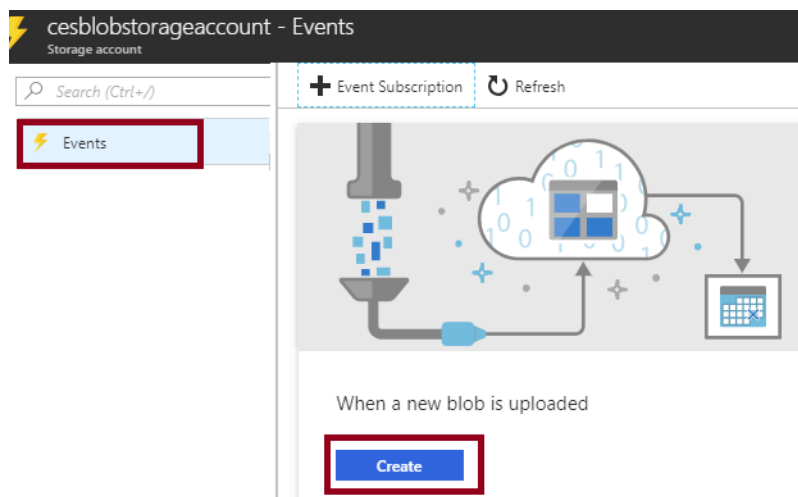 cesblobstorageaccount - Events
Storage account
Search (Ctrl+/)
Event Subscription Refresh
Events
When a new blob is uploaded
Create